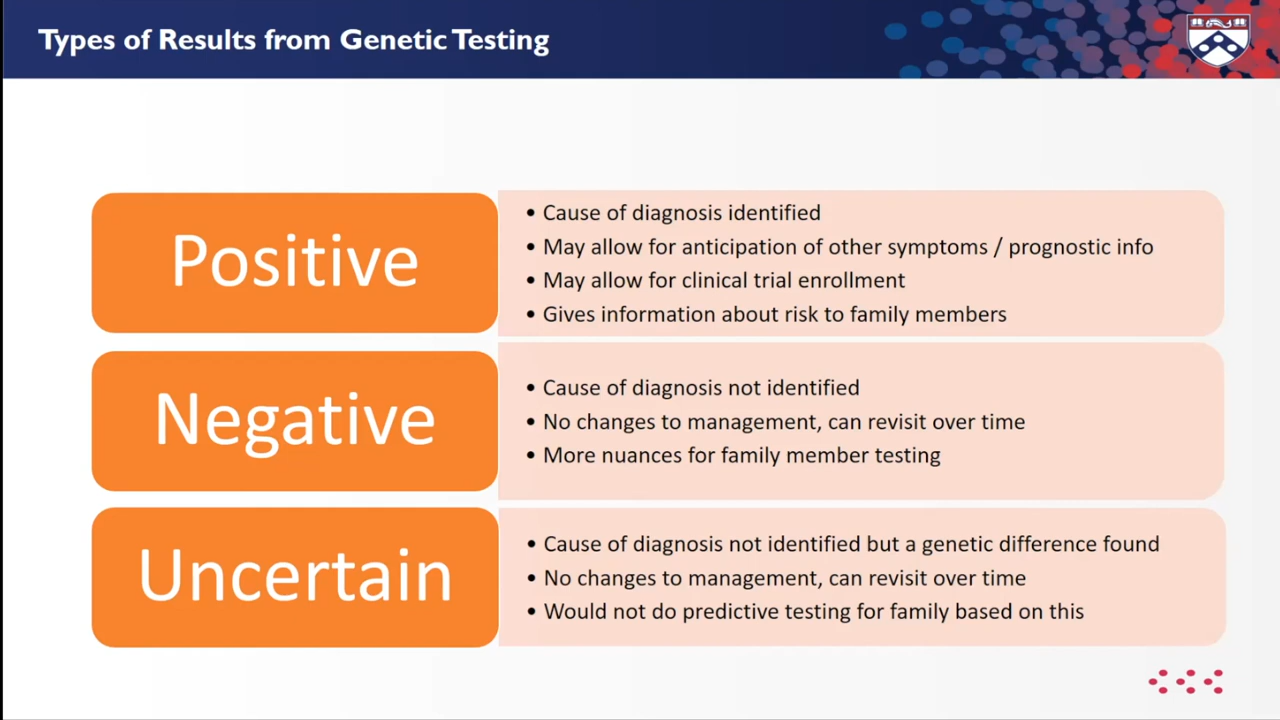 Types of Results from Genetic Testing
Positive
• Cause of diagnosis identified
• May allow for anticipation of other symptoms / prognostic info
• May allow for clinical trial enrollment
• Gives information about risk to family members
Negative
• Cause of diagnosis not identified
• No changes to management, can revisit over time
• More nuances for family member testing
Uncertain
• Cause of diagnosis not identified but a genetic difference found
• No changes to management, can revisit over time
• Would not do predictive testing for family based on this